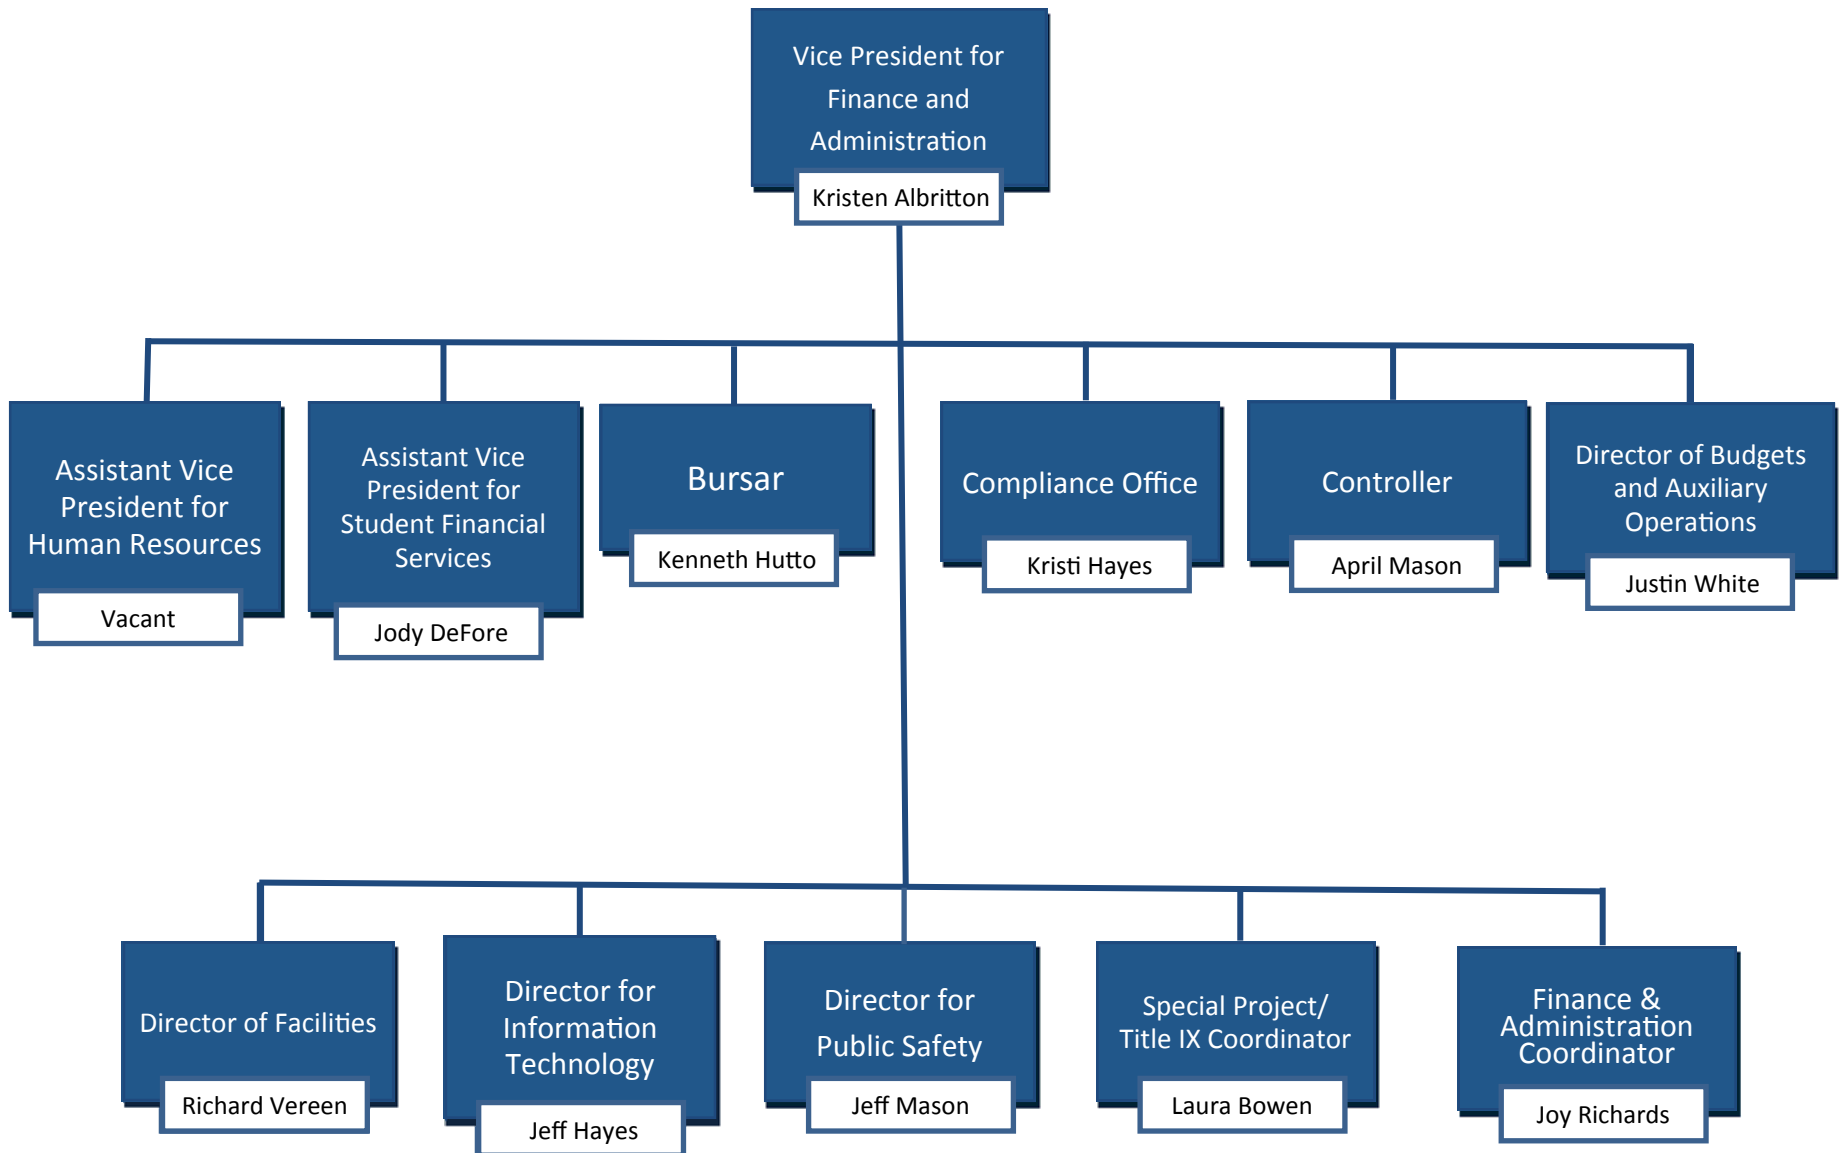 Vice President for
Finance and
Administration
Kristen Albritton
Assistant Vice
President for
Human Resources
Vacant
Assistant Vice
President for
Student Financial
Services
Jody DeFore
Bursar
Kenneth Hutto
Compliance Office
Kristi Hayes
Controller
April Mason
Director of Budgets
and Auxiliary
Operations
Justin White
Director of Facilities
Richard Vereen
Director for
Information
Technology
Jeff Hayes
Director for
Public Safety
Jeff Mason
Special Project/
Title IX Coordinator
Laura Bowen
Finance &
Administration
Coordinator
Joy Richards